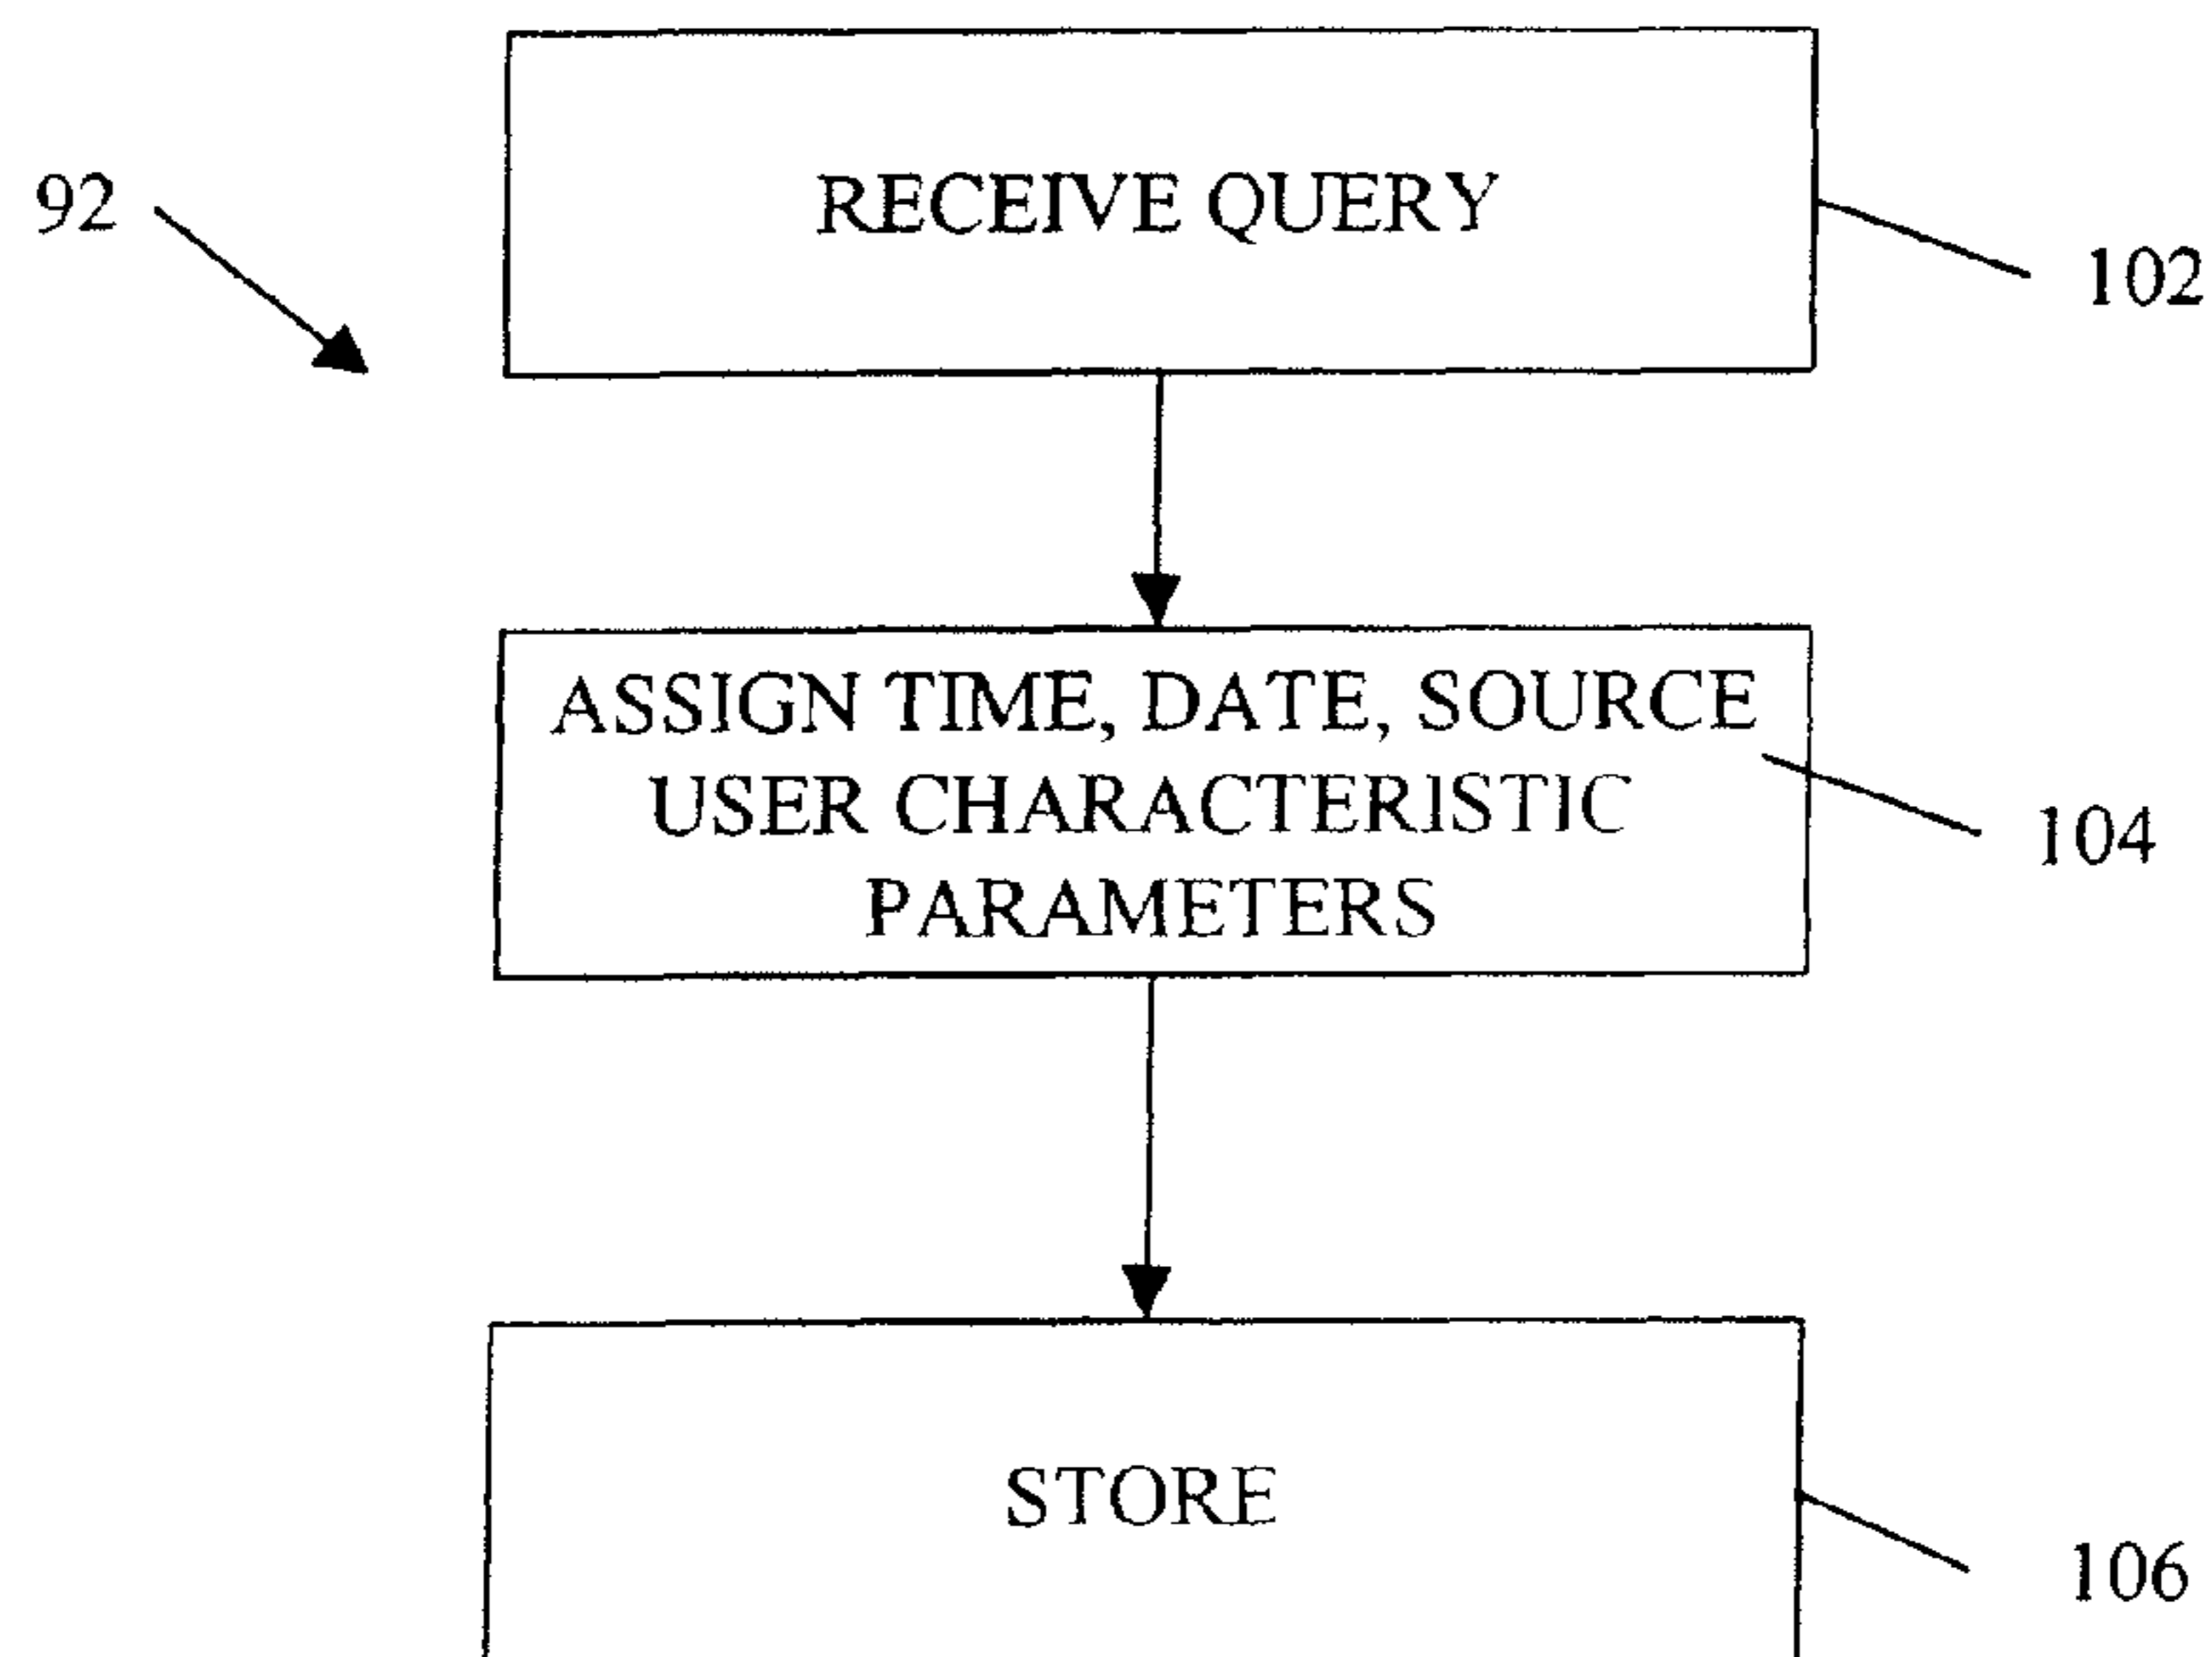 RECEIVE QUERY
92
102
ASSIGN TIME, DATE, SOURCE
USER CHARACTERISTIC
PARAMETERS
104
STORE
106